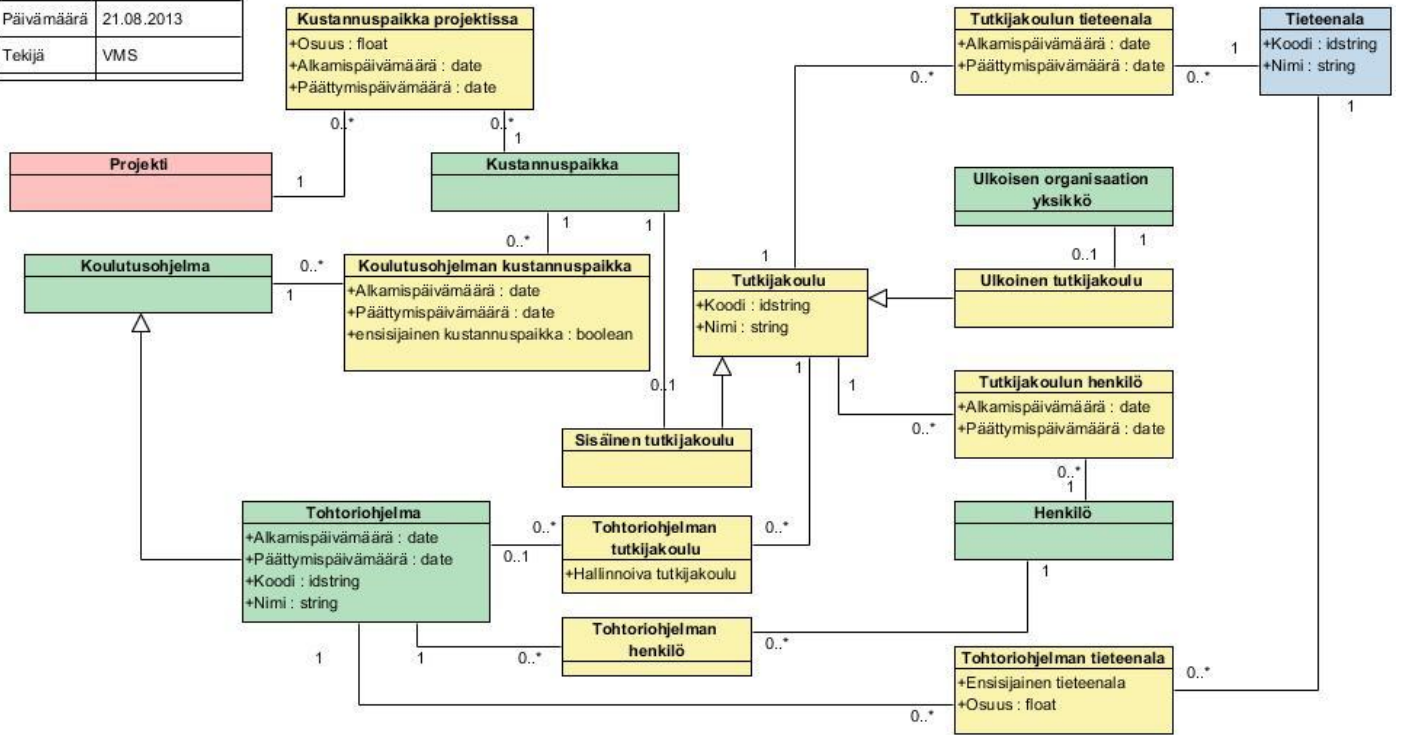 Päivämäärä 21.08.2013
Tekijä VMS
Kustannuspaikka projektissa
+Osuus : float
+Alkamispäivämäärä : date
+Päättymispäivämäärä : date
0..*
0..*
1
Projekti
1
Kustannuspaikka
1
1
0..*
Koulutusohjelma
0..*
1
Koulutusohjelman kustannuspaikka
+Alkamispäivämäärä : date
+Päättymispäivämäärä : date
+ensisijainen kustannuspaikka : boolean
0..1
Tutkijakoulun tieteenala
+Alkamispäivämäärä : date
+Päättymispäivämäärä : date
0..*
1
0..*
Tieteenala
+Koodi : idstring
+Nimi : string
1
Ulkoisen organisaation
yksikkö
1
0..1
Ulkoinen tutkijakoulu
1
Tutkijakoulu
+Koodi : idstring
+Nimi : string
1
1
Tutkijakoulun henkilö
+Alkamispäivämäärä : date
+Päättymispäivämäärä : date
0..*
0..*
1
Henkilö
1
Sisäinen tutkijakoulu
Tohtoriohjelma
+Alkamispäivämäärä : date
+Päättymispäivämäärä : date
+Koodi : idstring
+Nimi : string
0..*
0..1
Tohtoriohjelman
tutkijakoulu
+Hallinnoiva tutkijakoulu
0..*
1
1
0..*
Tohtoriohjelman
henkilö
0..*
Tohtoriohjelman tieteenala
+Ensisijainen tieteenala
+Osuus : float
0..*
0..*